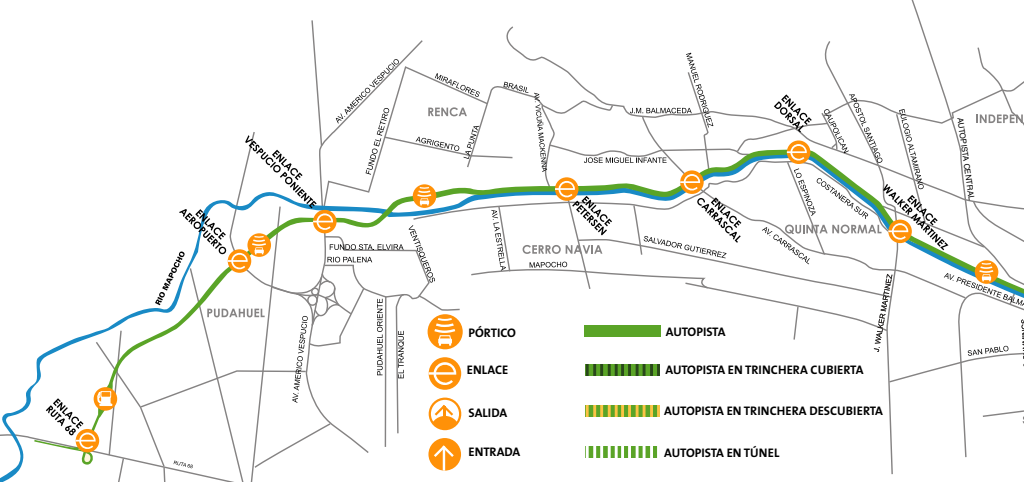 AV. AMERICO VESPUCIO
MIRAFLORES
BRASIL
MANUEL RODRIGUEZ
AV. VICUÑA MACKENNA
J.M. BALMACEDA
RENCA
FUNDO EL RETIRO
AGRIGENTO
LA PUNTA
JOSE MIGUEL INFANTE
ENLACE
DORSAL
CAUPOLICAN
APOSTOL SANTIAGO
EULOGIO ALTAMIRANO
AUTOPISTA CENTRAL
INDEPEN
ENLACE
VESPUCIO PONIENTE
ENLACE
AEROPUERTO
RIO MAPOCHO
FUNDO STA. ELVIRA
RIO PALENA
VENTISQUEROS
AV. LA ESTRELLA
ENLACE
PETERSEN
ENLACE
CARRASCAL
LO ESPINOZA
COSTANERA SUR
ENLACE
WALKER MARTINEZ
QUINTA NORMAL
CERRO NAVIA
SALVADOR GUTIERREZ
MAPOCHO
AV. CARRASCAL
AV. PRESIDENTE BALMA
J. WALKER MARTINEZ
SAN PABLO
PUDAHUEL
AV. AMERICO VESPUCIO
PUDAHUEL ORIENTE
EL TRANQUE
ENLACE
RUTA 68
RUTA 68
PÓRTICO
ENLACE
SALIDA
ENTRADA
AUTOPISTA
AUTOPISTA EN TRINCHERA CUBIERTA
AUTOPISTA EN TRINCHERA DESCUBIERTA
AUTOPISTA EN TÚNEL